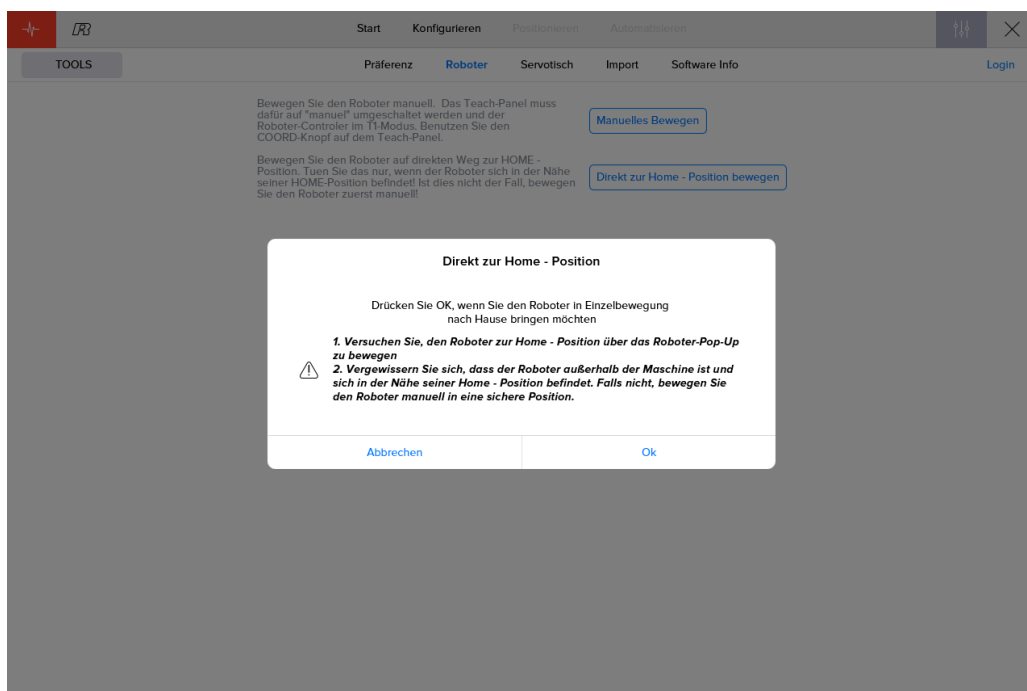 Start Konfigurieren Positionieren Automatisieren
TOOLS Präferenz Roboter Servotisch Import Software Info Login
Bewegen Sie den Roboter manuell. Das Teach-Panel muss
dafür auf "manuel" umgeschaltet werden und der
Roboter-Controler im T1-Modus. Benutzen Sie den
COORD-Knopf auf dem Teach-Panel.
Manuelles Bewegen
Bewegen Sie den Roboter auf direkten Weg zur HOME -
Position. Tuen Sie das nur, wenn der Roboter sich in der Nähe
seiner HOME-Position befindet! Ist dies nicht der Fall, bewegen
Sie den Roboter zuerst manuell!
Direkt zur Home - Position bewegen
Direkt zur Home - Position
Drücken Sie OK, wenn Sie den Roboter in Einzelbewegung
nach Hause bringen möchten
1. Versuchen Sie, den Roboter zur Home - Position über das Roboter-Pop-Up
zu bewegen
2. Vergewissern Sie sich, dass der Roboter außerhalb der Maschine ist und
sich in der Nähe seiner Home - Position befindet. Falls nicht, bewegen Sie
den Roboter manuell in eine sichere Position.
Abbrechen Ok